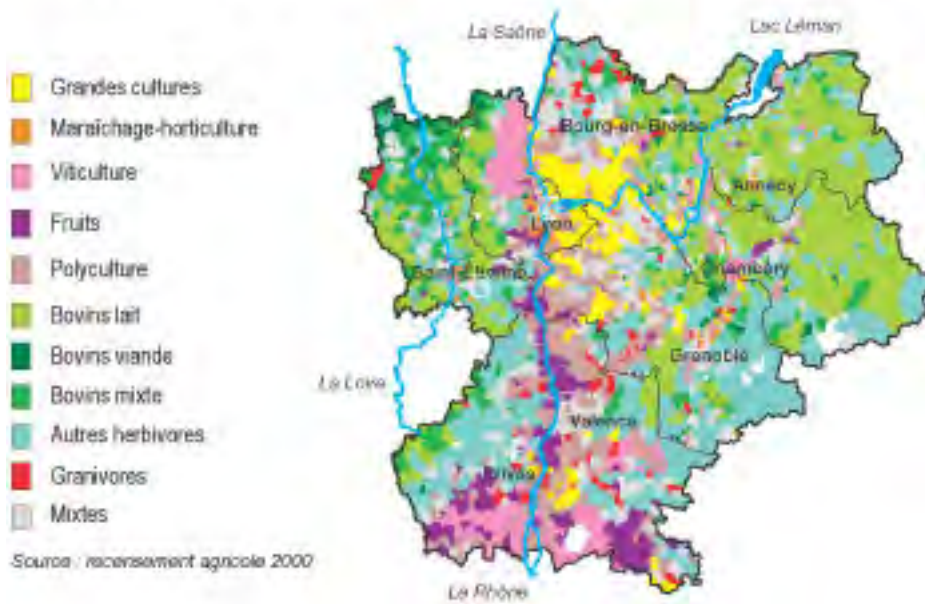 Grandes cultures
Maraîchage-horticulture
Viticulture
Fruits
Polyculture
Bovins lait
Bovins viande
Bovins mixte
Autres herbivores
Granivores
Mixtes
Source : recensement agricole 2000
La Saône
Lac Léman
Bourg-en-Bresse
Annecy
Lyon
Saint-Etienne
Chambéry
Grenoble
La Loire
Valence
Privas
Le Rhône